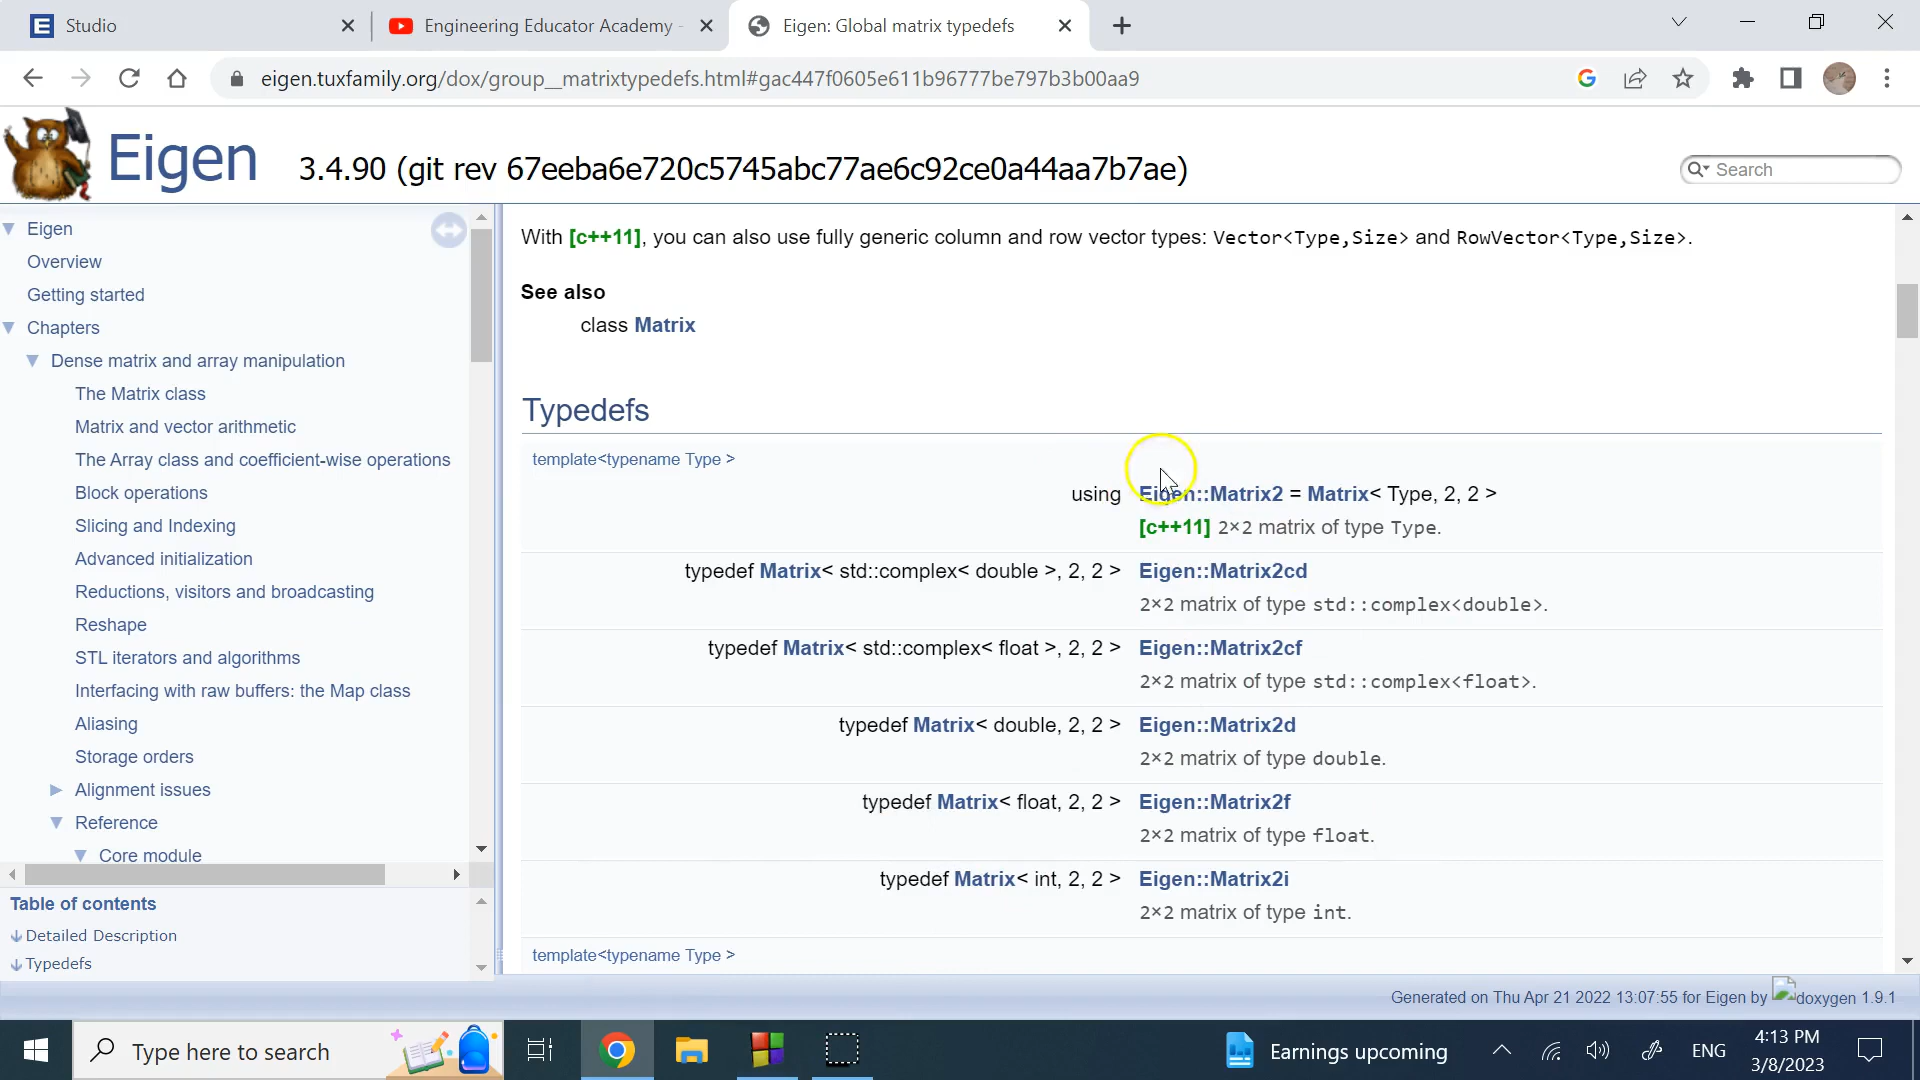 Studio
Engineering Educator Academy -
Eigen: Global matrix typedefs
eigen.tuxfamily.org/dox/group__matrixtypedefs.html#gac447f0605e611b96777be797b3b00aa9
Eigen 3.4.90 (git rev 67eeba6e720c5745abc77ae6c92ce0a44aa7b7ae)
Search
Eigen
Overview
Getting started
Chapters
Dense matrix and array manipulation
The Matrix class
Matrix and vector arithmetic
The Array class and coefficient-wise operations
Block operations
Slicing and Indexing
Advanced initialization
Reductions, visitors and broadcasting
Reshape
STL iterators and algorithms
Interfacing with raw buffers: the Map class
Aliasing
Storage orders
Alignment issues
Reference
Core module
Table of contents
↓ Detailed Description
↓ Typedefs
With [c++11], you can also use fully generic column and row vector types: Vector<Type,Size> and RowVector<Type,Size>.
See also
class Matrix
Typedefs
template<typename Type >
using Eigen::Matrix2 = Matrix< Type, 2, 2 >
[c++11] 2×2 matrix of type Type.
typedef Matrix< std::complex< double >, 2, 2 > Eigen::Matrix2cd
2×2 matrix of type std::complex<double>.
typedef Matrix< std::complex< float >, 2, 2 > Eigen::Matrix2cf
2×2 matrix of type std::complex<float>.
typedef Matrix< double, 2, 2 > Eigen::Matrix2d
2×2 matrix of type double.
typedef Matrix< float, 2, 2 > Eigen::Matrix2f
2×2 matrix of type float.
typedef Matrix< int, 2, 2 > Eigen::Matrix2i
2×2 matrix of type int.
template<typename Type >
Generated on Thu Apr 21 2022 13:07:55 for Eigen by doxygen 1.9.1
Type here to search
Earnings upcoming
ENG
4:13 PM
3/8/2023